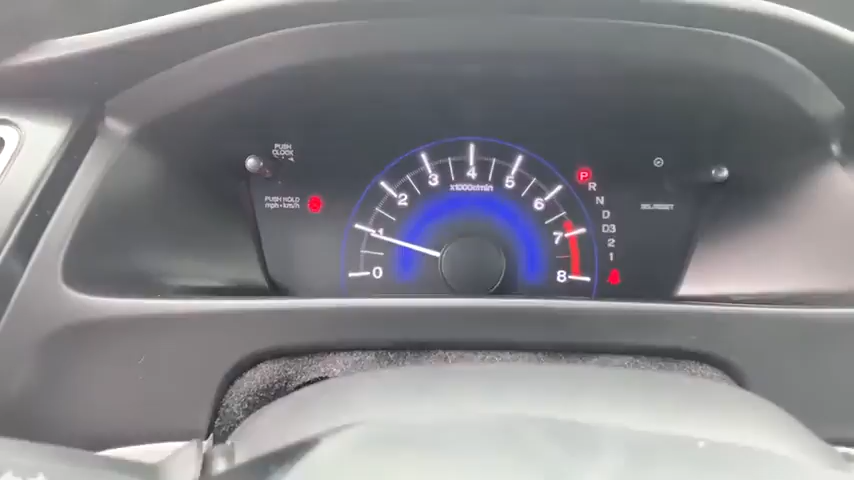 PUSH
CLOCK
PUSH HOLD
mph•km/h
0
1
2
3
4
5
6
7
8
x1000r/min
P
R
N
D
D3
2
1
SEL/RESET